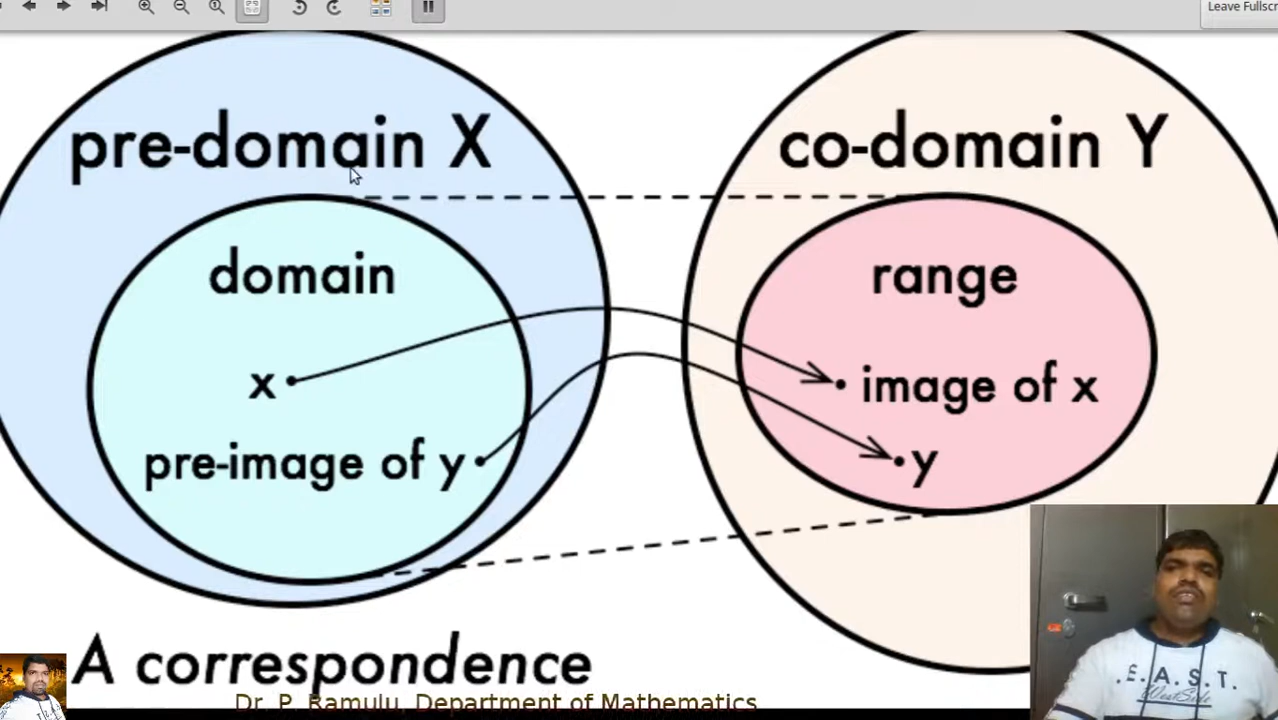 Leave Fullscr
pre-domain X
co-domain Y
domain
range
x
image of x
pre-image of y
y
A correspondence
Dr. P. Ramulu, Department of Mathematics
.E.A.S.T.
WestSide